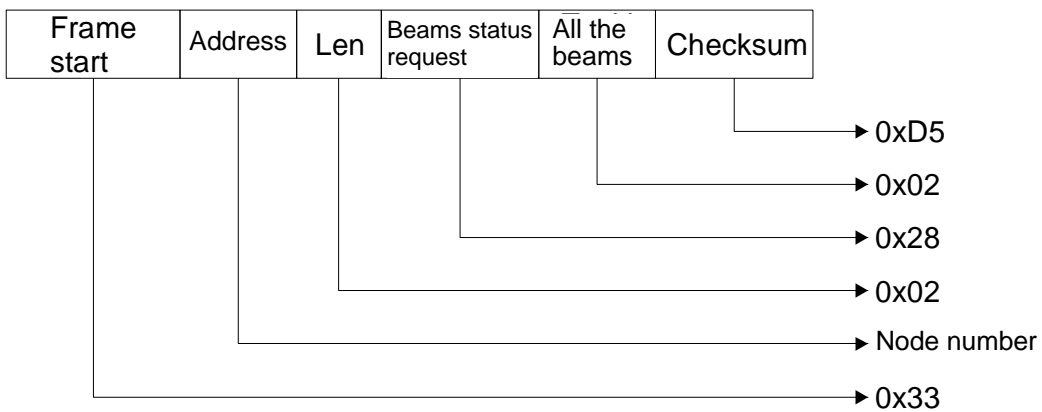 Frame
start
Address
Len
Beams status
request
All the
beams
Checksum
0xD5
0x02
0x28
0x02
Node number
0x33